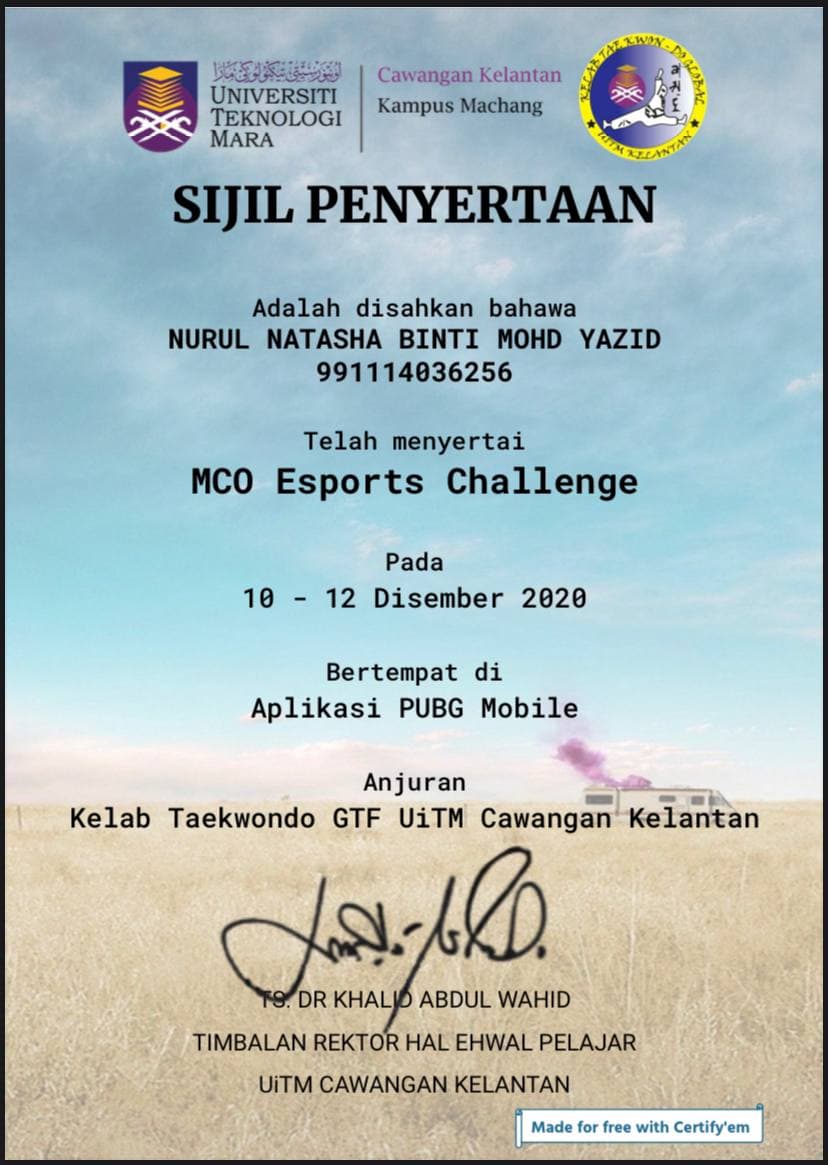 اونيۏرسيتي تيكنولوݢي مارا
UNIVERSITI
TEKNOLOGI
MARA
Cawangan Kelantan
Kampus Machang
KELAB TAE KWON-DO GLOBAL
UITM KELANTAN
SIJIL PENYERTAAN
Adalah disahkan bahawa
NURUL NATASHA BINTI MOHD YAZID
991114036256
Telah menyertai
MCO Esports Challenge
Pada
10 - 12 Disember 2020
Bertempat di
Aplikasi PUBG Mobile
Anjuran
Kelab Taekwondo GTF UiTM Cawangan Kelantan
TS. DR KHALID ABDUL WAHID
TIMBALAN REKTOR HAL EHWAL PELAJAR
UiTM CAWANGAN KELANTAN
Made for free with Certify'em